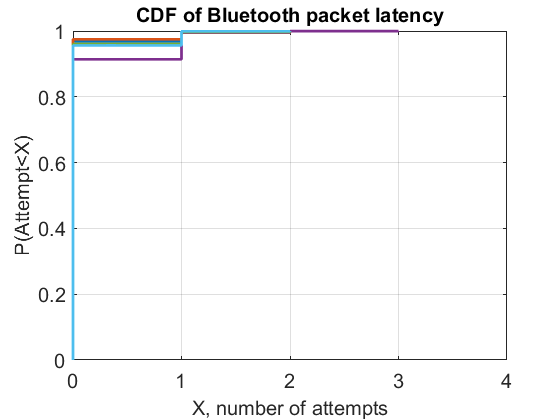 CDF of Bluetooth packet latency
P(Attempt<X)
1
0.8
0.6
0.4
0.2
0
0 1 2 3 4
X, number of attempts